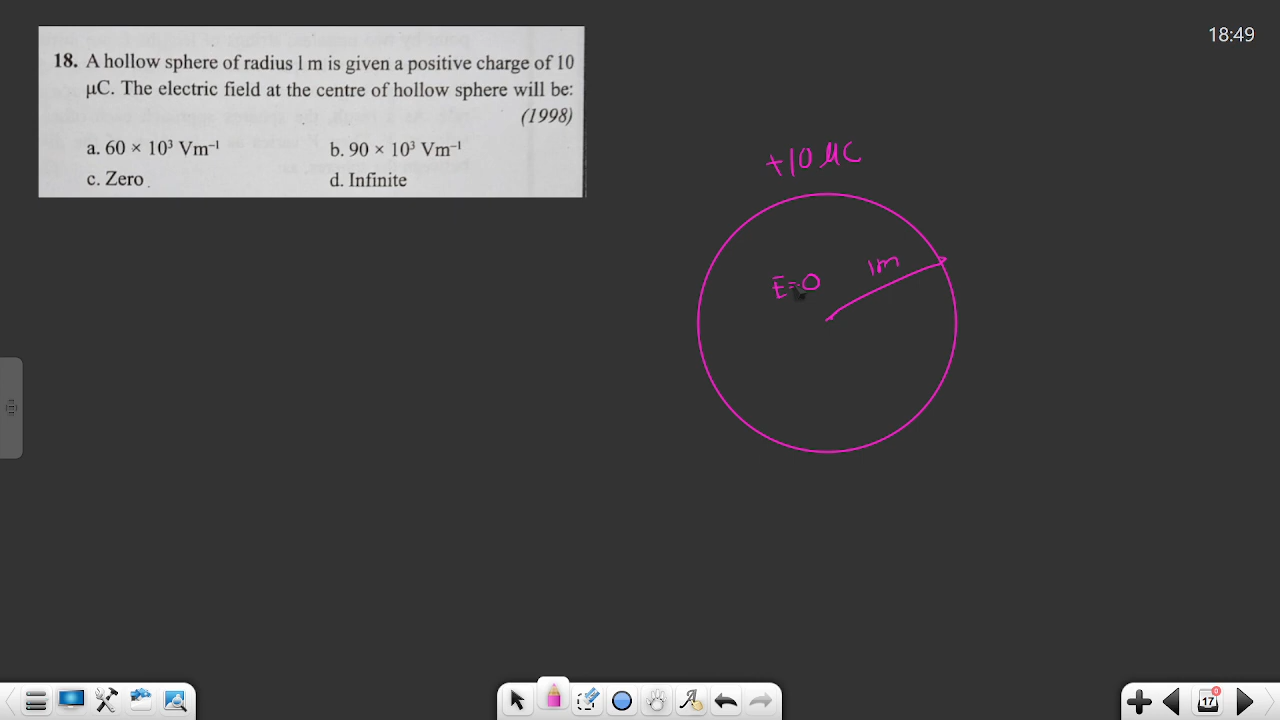 18:49
18. A hollow sphere of radius 1 m is given a positive charge of 10
μC. The electric field at the centre of hollow sphere will be:
(1998)
a. 60 × 10³ Vm⁻¹ b. 90 × 10³ Vm⁻¹
c. Zero d. Infinite
+10 μC
1m
E=0
17
0